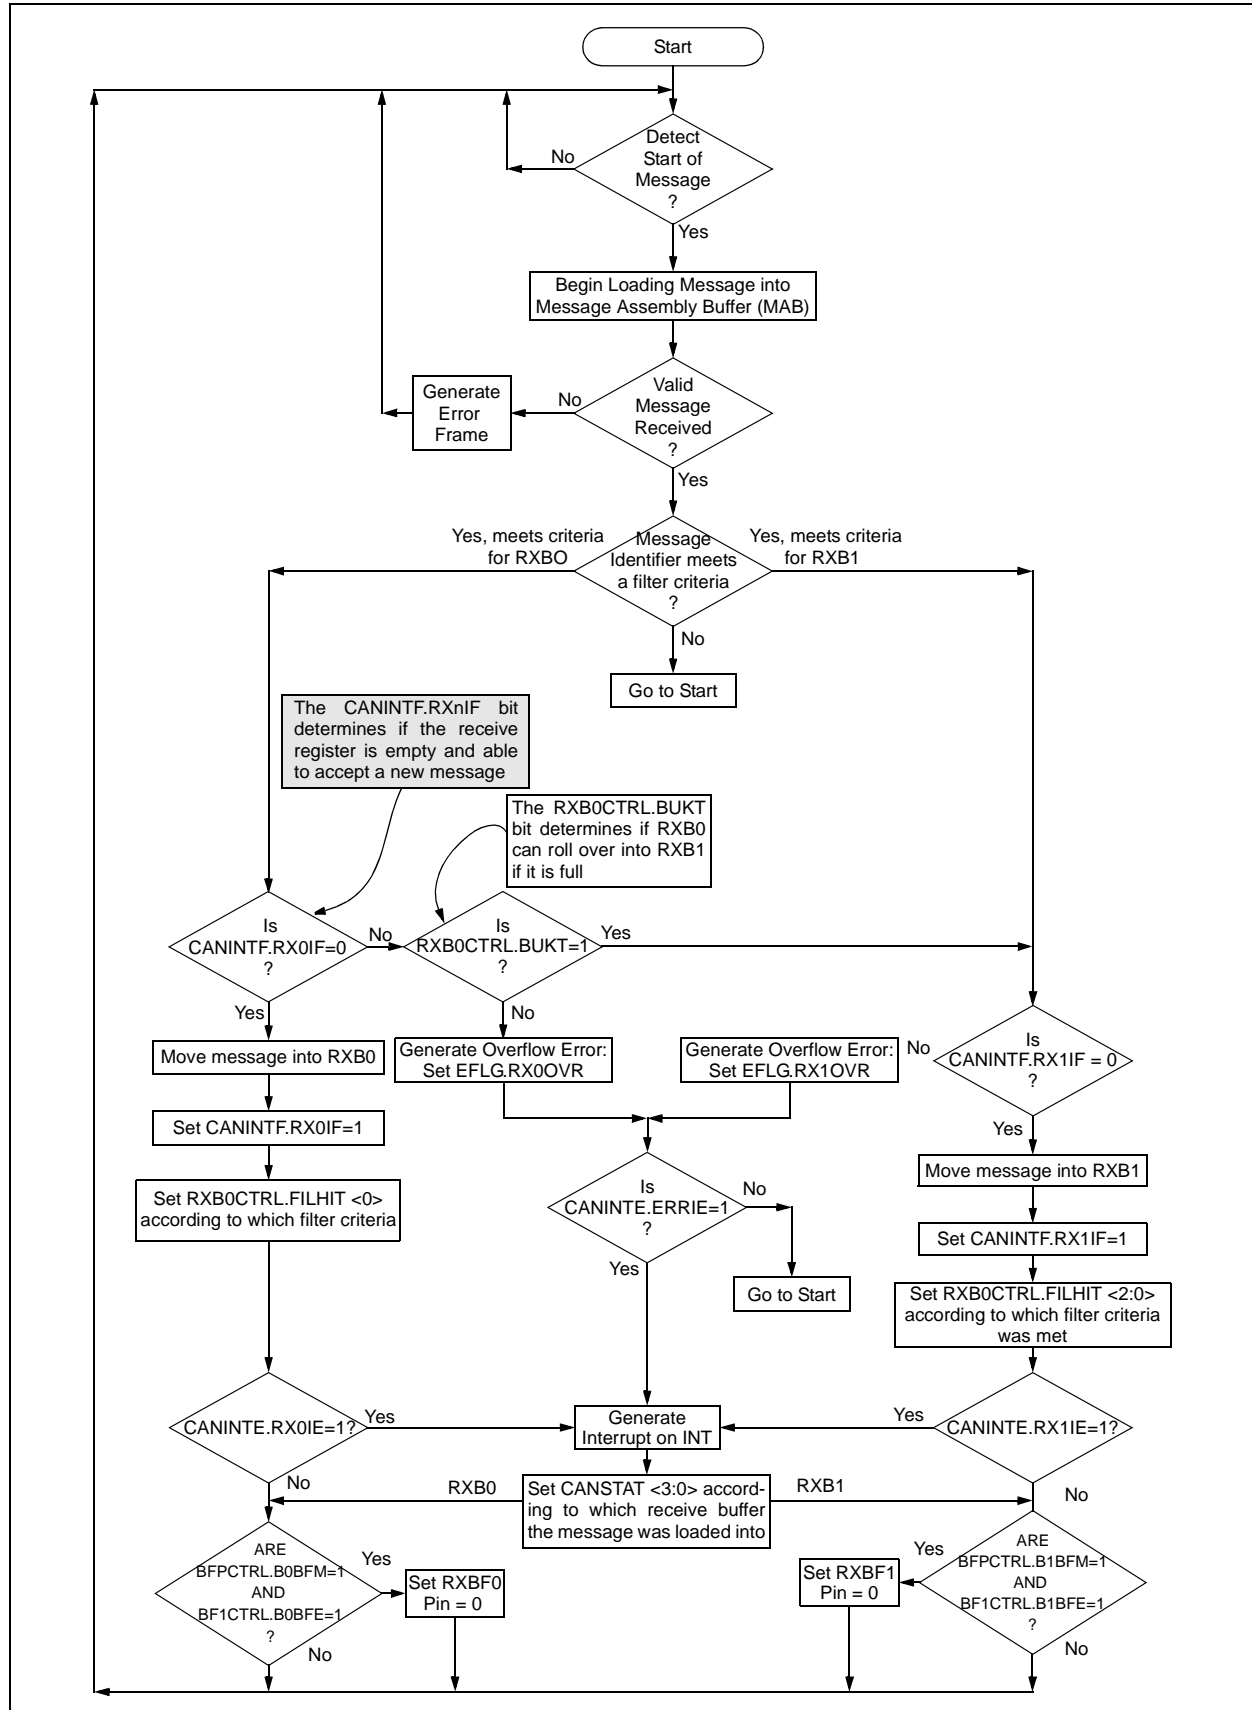 Start
Detect
Start of
Message
?
No
Yes
Begin Loading Message into
Message Assembly Buffer (MAB)
Generate
Error
Frame
No
Valid
Message
Received
?
Yes
Yes, meets criteria
for RXBO
Message
Identifier meets
a filter criteria
?
Yes, meets criteria
for RXB1
No
Go to Start
The CANINTF.RXnIF bit
determines if the receive
register is empty and able
to accept a new message
The RXB0CTRL.BUKT
bit determines if RXB0
can roll over into RXB1
if it is full
Is
CANINTF.RX0IF=0
?
No
Is
RXB0CTRL.BUKT=1
?
Yes
Yes
No
Move message into RXB0
Generate Overflow Error:
Set EFLG.RX0OVR
Generate Overflow Error:
Set EFLG.RX1OVR
No
Is
CANINTF.RX1IF = 0
?
Set CANINTF.RX0IF=1
Yes
Set RXB0CTRL.FILHIT <0>
according to which filter criteria
Is
CANINTE.ERRIE=1
?
No
Yes
Go to Start
Move message into RXB1
Set CANINTF.RX1IF=1
Set RXB0CTRL.FILHIT <2:0>
according to which filter criteria
was met
CANINTE.RX0IE=1?
Yes
Generate
Interrupt on INT
Yes
CANINTE.RX1IE=1?
No
RXB0
Set CANSTAT <3:0> accord-
ing to which receive buffer
the message was loaded into
RXB1
No
ARE
BFPCTRL.B0BFM=1
AND
BF1CTRL.B0BFE=1
?
Yes
Set RXBF0
Pin = 0
No
Set RXBF1
Pin = 0
Yes
ARE
BFPCTRL.B1BFM=1
AND
BF1CTRL.B1BFE=1
?
No